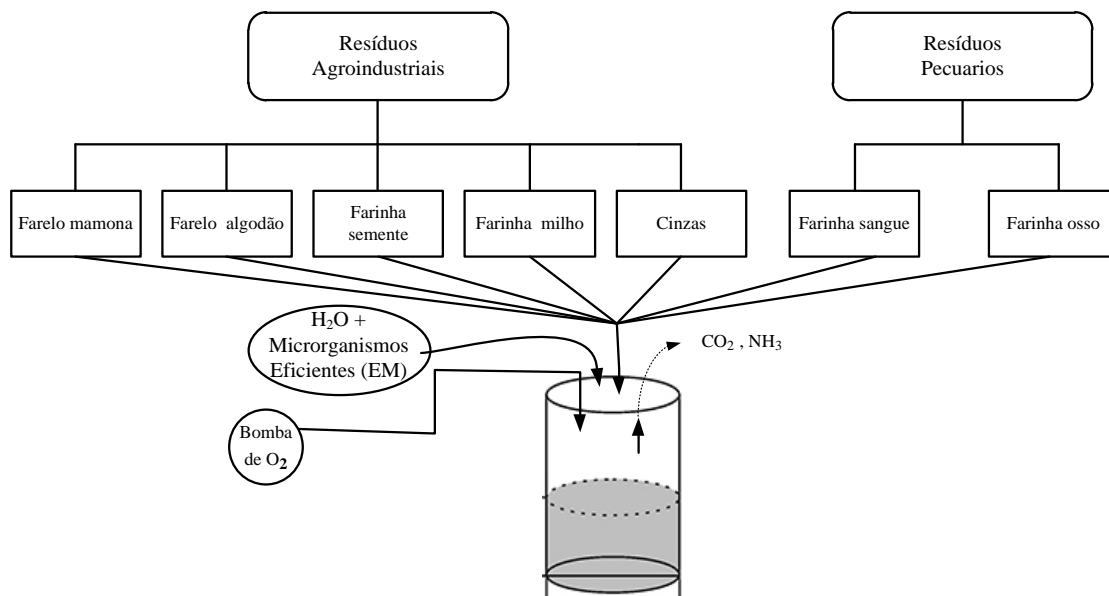 Resíduos
Agroindustriais
Resíduos
Pecuarios
Farelo mamona
Farelo algodão
Farinha
semente
Farinha milho
Cinzas
Farinha sangue
Farinha osso
H₂O +
Microrganismos
Eficientes (EM)
CO₂ , NH₃
Bomba
de O₂